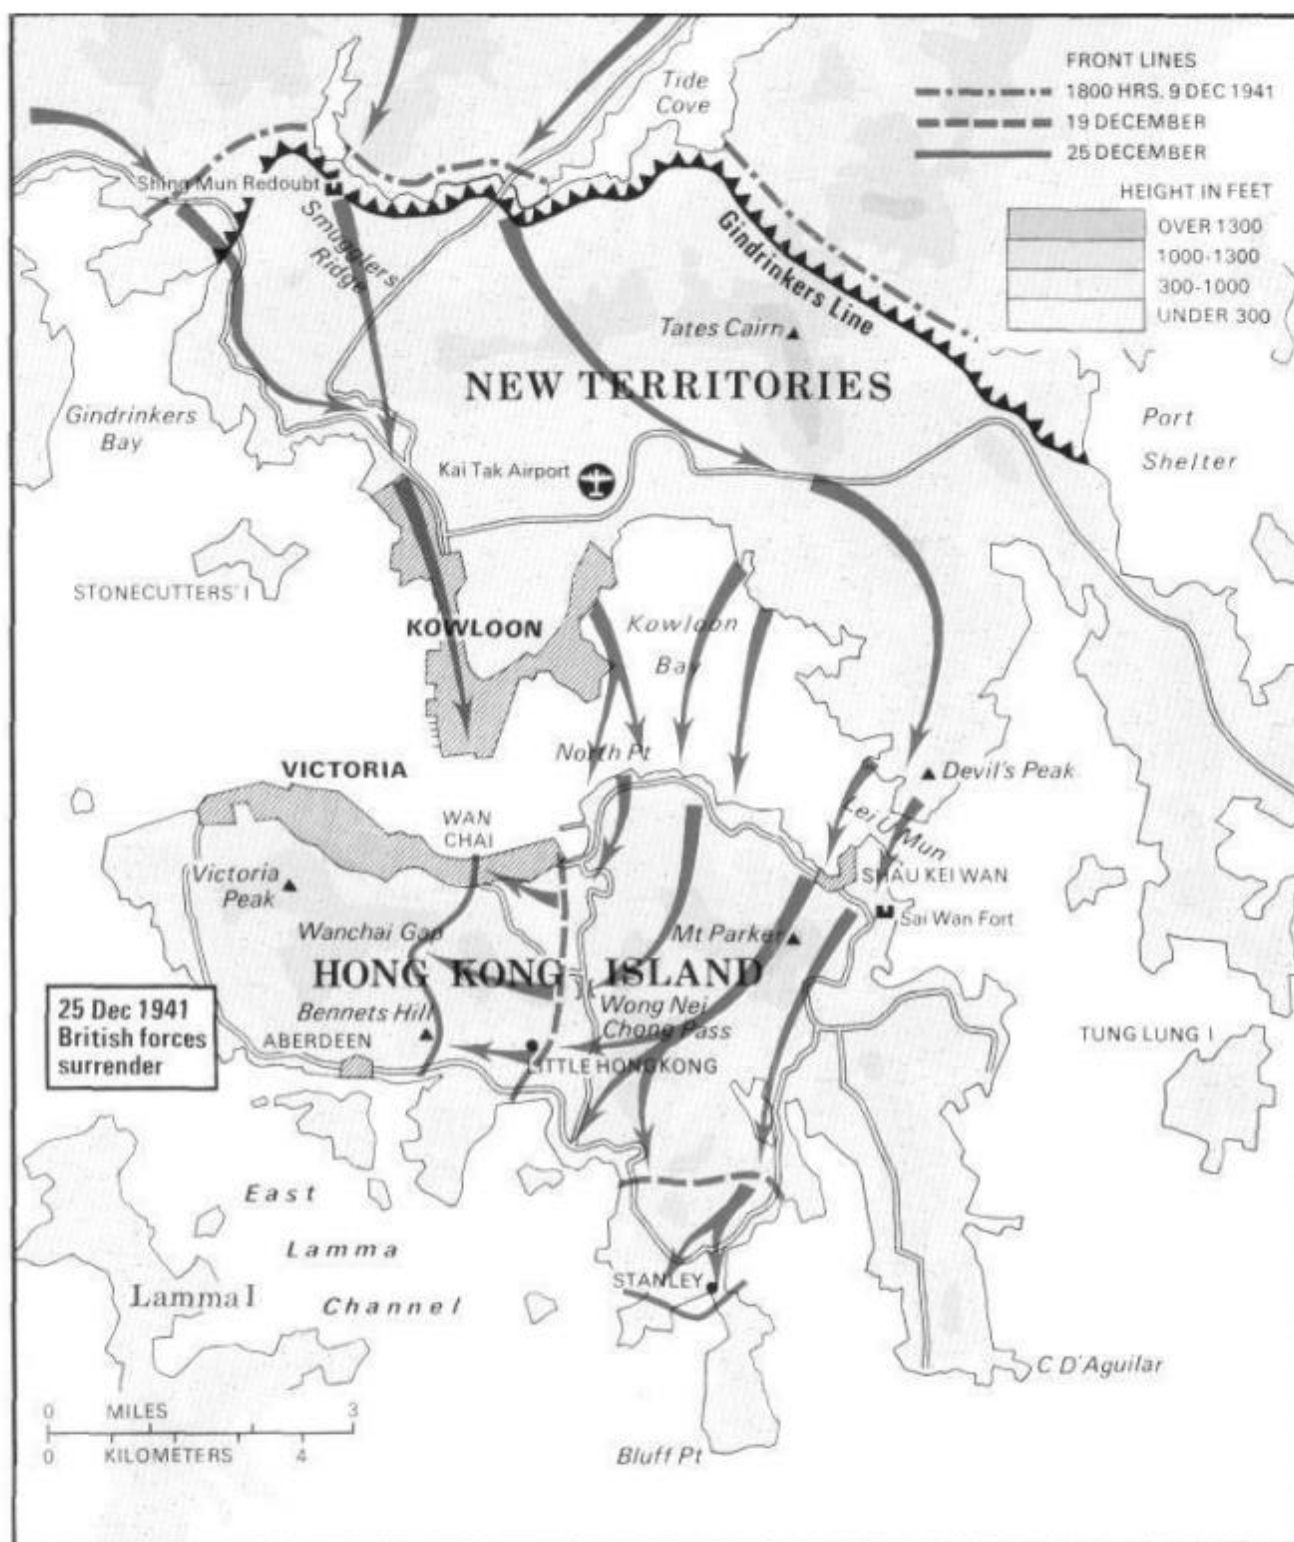 FRONT LINES
1800 HRS. 9 DEC 1941
19 DECEMBER
25 DECEMBER
HEIGHT IN FEET
OVER 1300
1000-1300
300-1000
UNDER 300
Tide
Cove
Shing Mun Redoubt
Smugglers
Ridge
Gindrinkers Line
Tates Cairn
NEW TERRITORIES
Gindrinkers
Bay
Port
Shelter
Kai Tak Airport
STONECUTTERS' I
KOWLOON
Kowloon
Bay
North Pt
VICTORIA
Devil's Peak
WAN
CHAI
Lei U Mun
SHAU KEI WAN
Victoria
Peak
Sai Wan Fort
Wanchai Gap
Mt Parker
HONG KONG ISLAND
25 Dec 1941
British forces
surrender
Bennets Hill
Wong Nei
Chong Pass
ABERDEEN
LITTLE HONGKONG
TUNG LUNG I
East
Lamma
Channel
Lamma I
STANLEY
C D'Aguilar
0 MILES 3
0 KILOMETERS 4
Bluff Pt